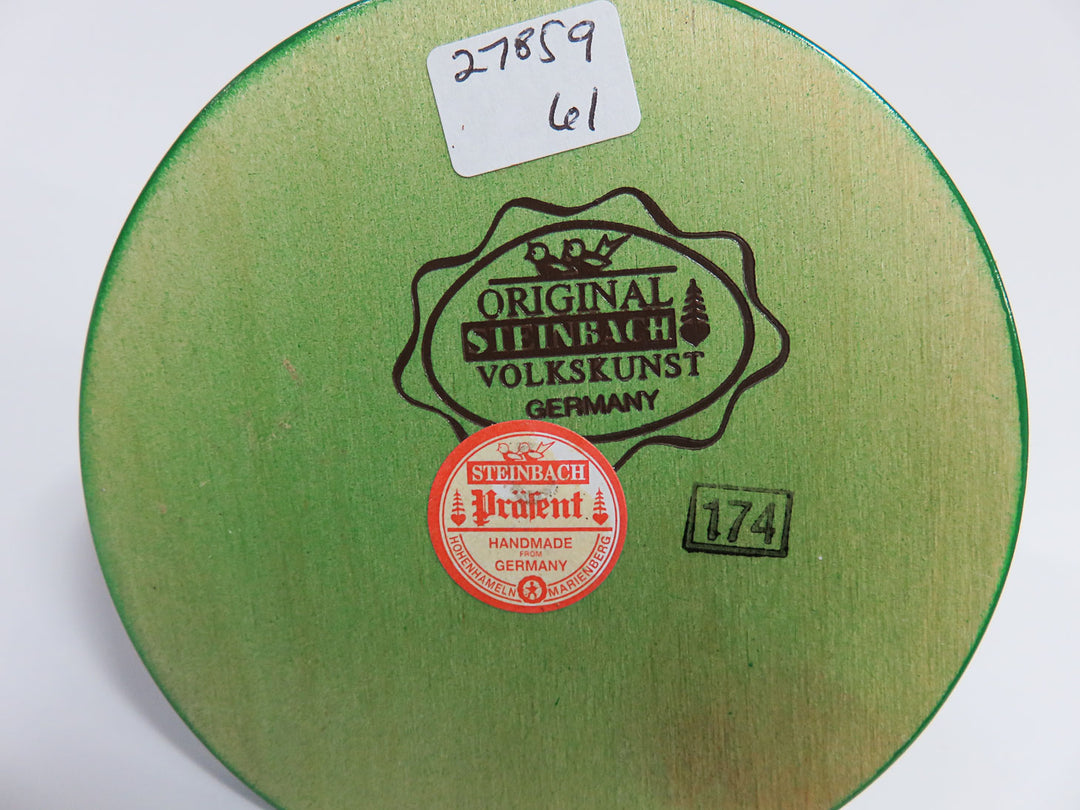 27859
61
ORIGINAL
STEINBACH
VOLKSKUNST
GERMANY
STEINBACH
Präsent
HANDMADE
FROM
GERMANY
HOHENHAMELN MARIENBERG
174